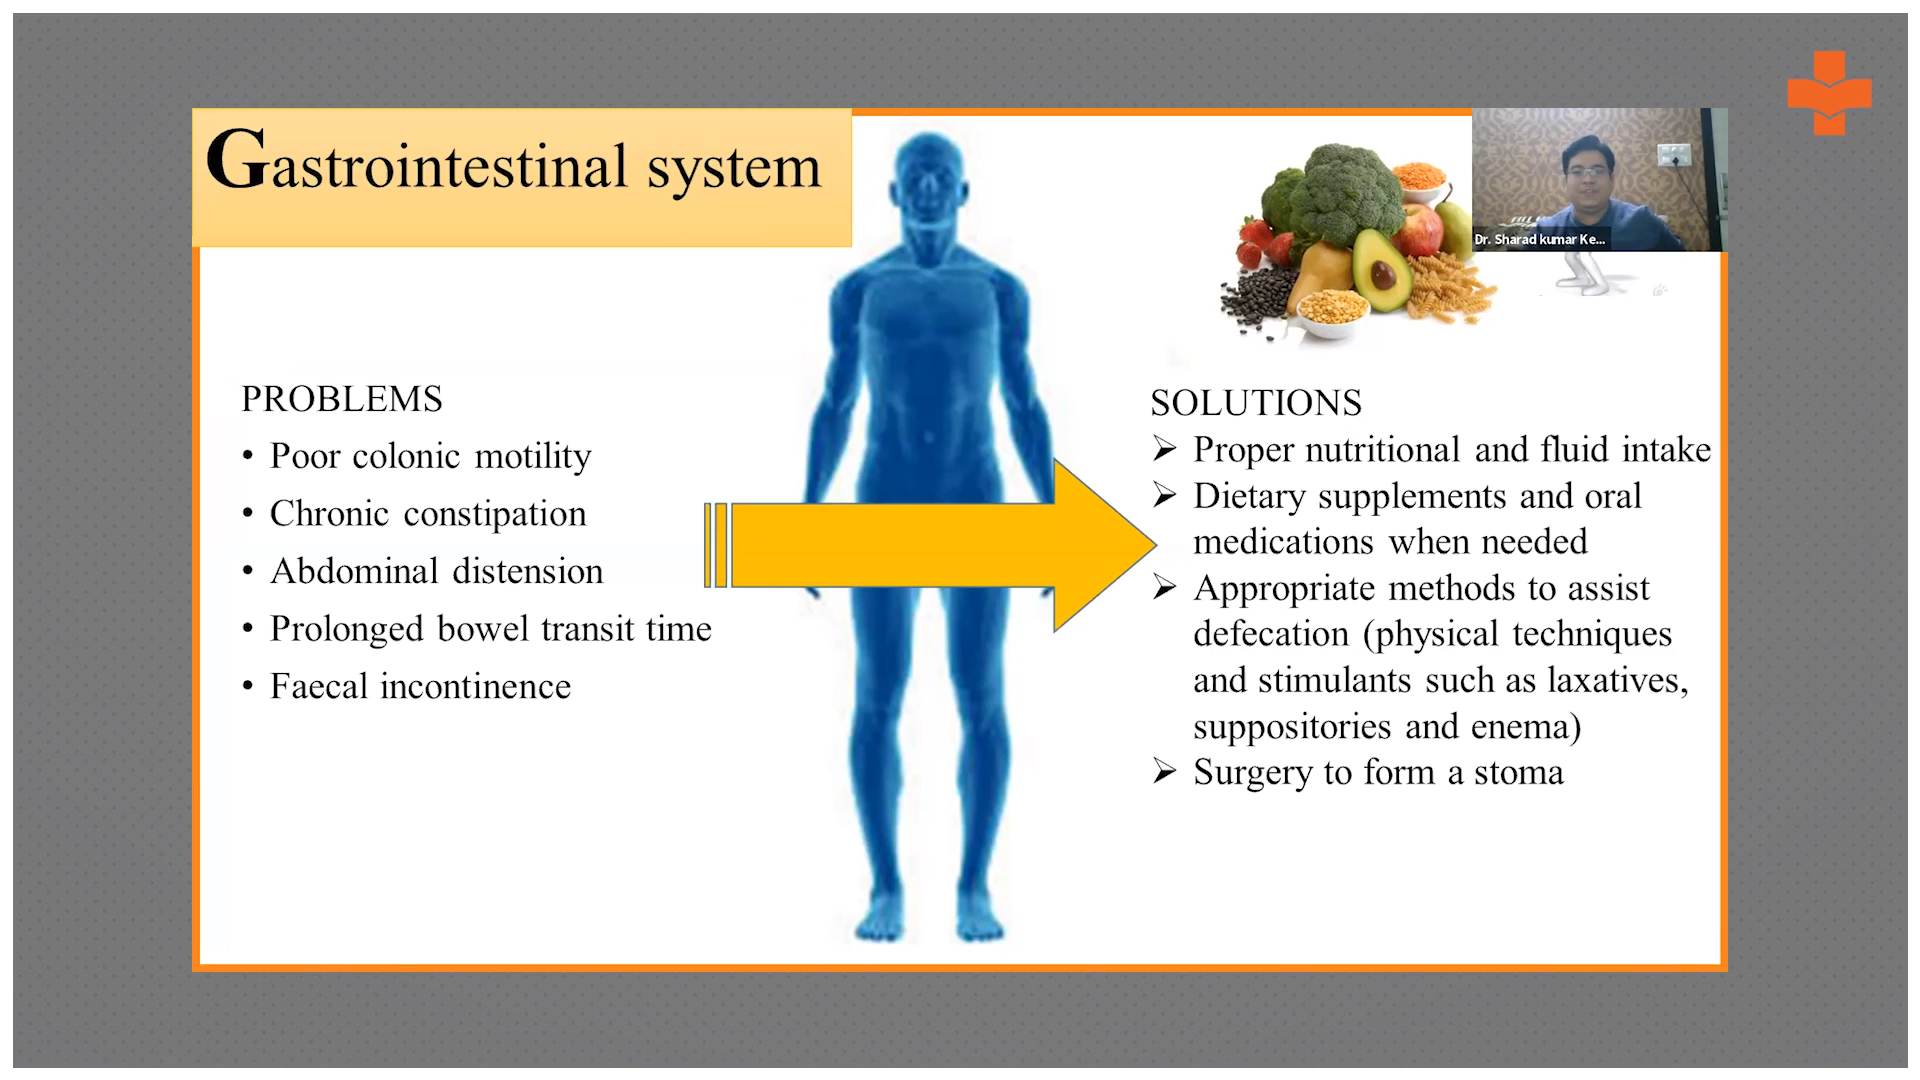 Gastrointestinal system
Dr. Sharad kumar Ke...
PROBLEMS
• Poor colonic motility
• Chronic constipation
• Abdominal distension
• Prolonged bowel transit time
• Faecal incontinence
SOLUTIONS
➢ Proper nutritional and fluid intake
➢ Dietary supplements and oral
medications when needed
➢ Appropriate methods to assist
defecation (physical techniques
and stimulants such as laxatives,
suppositories and enema)
➢ Surgery to form a stoma